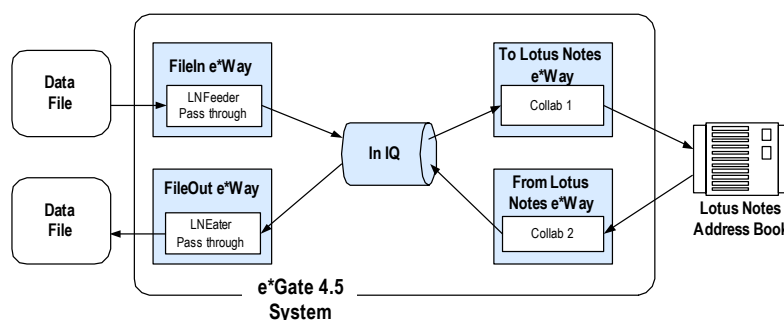 Data
File
FileIn e*Way
LNFeeder
Pass through
To Lotus Notes
e*Way
Collab 1
In IQ
Data
File
FileOut e*Way
LNEater
Pass through
From Lotus
Notes e*Way
Collab 2
Lotus Notes
Address Book
e*Gate 4.5
System